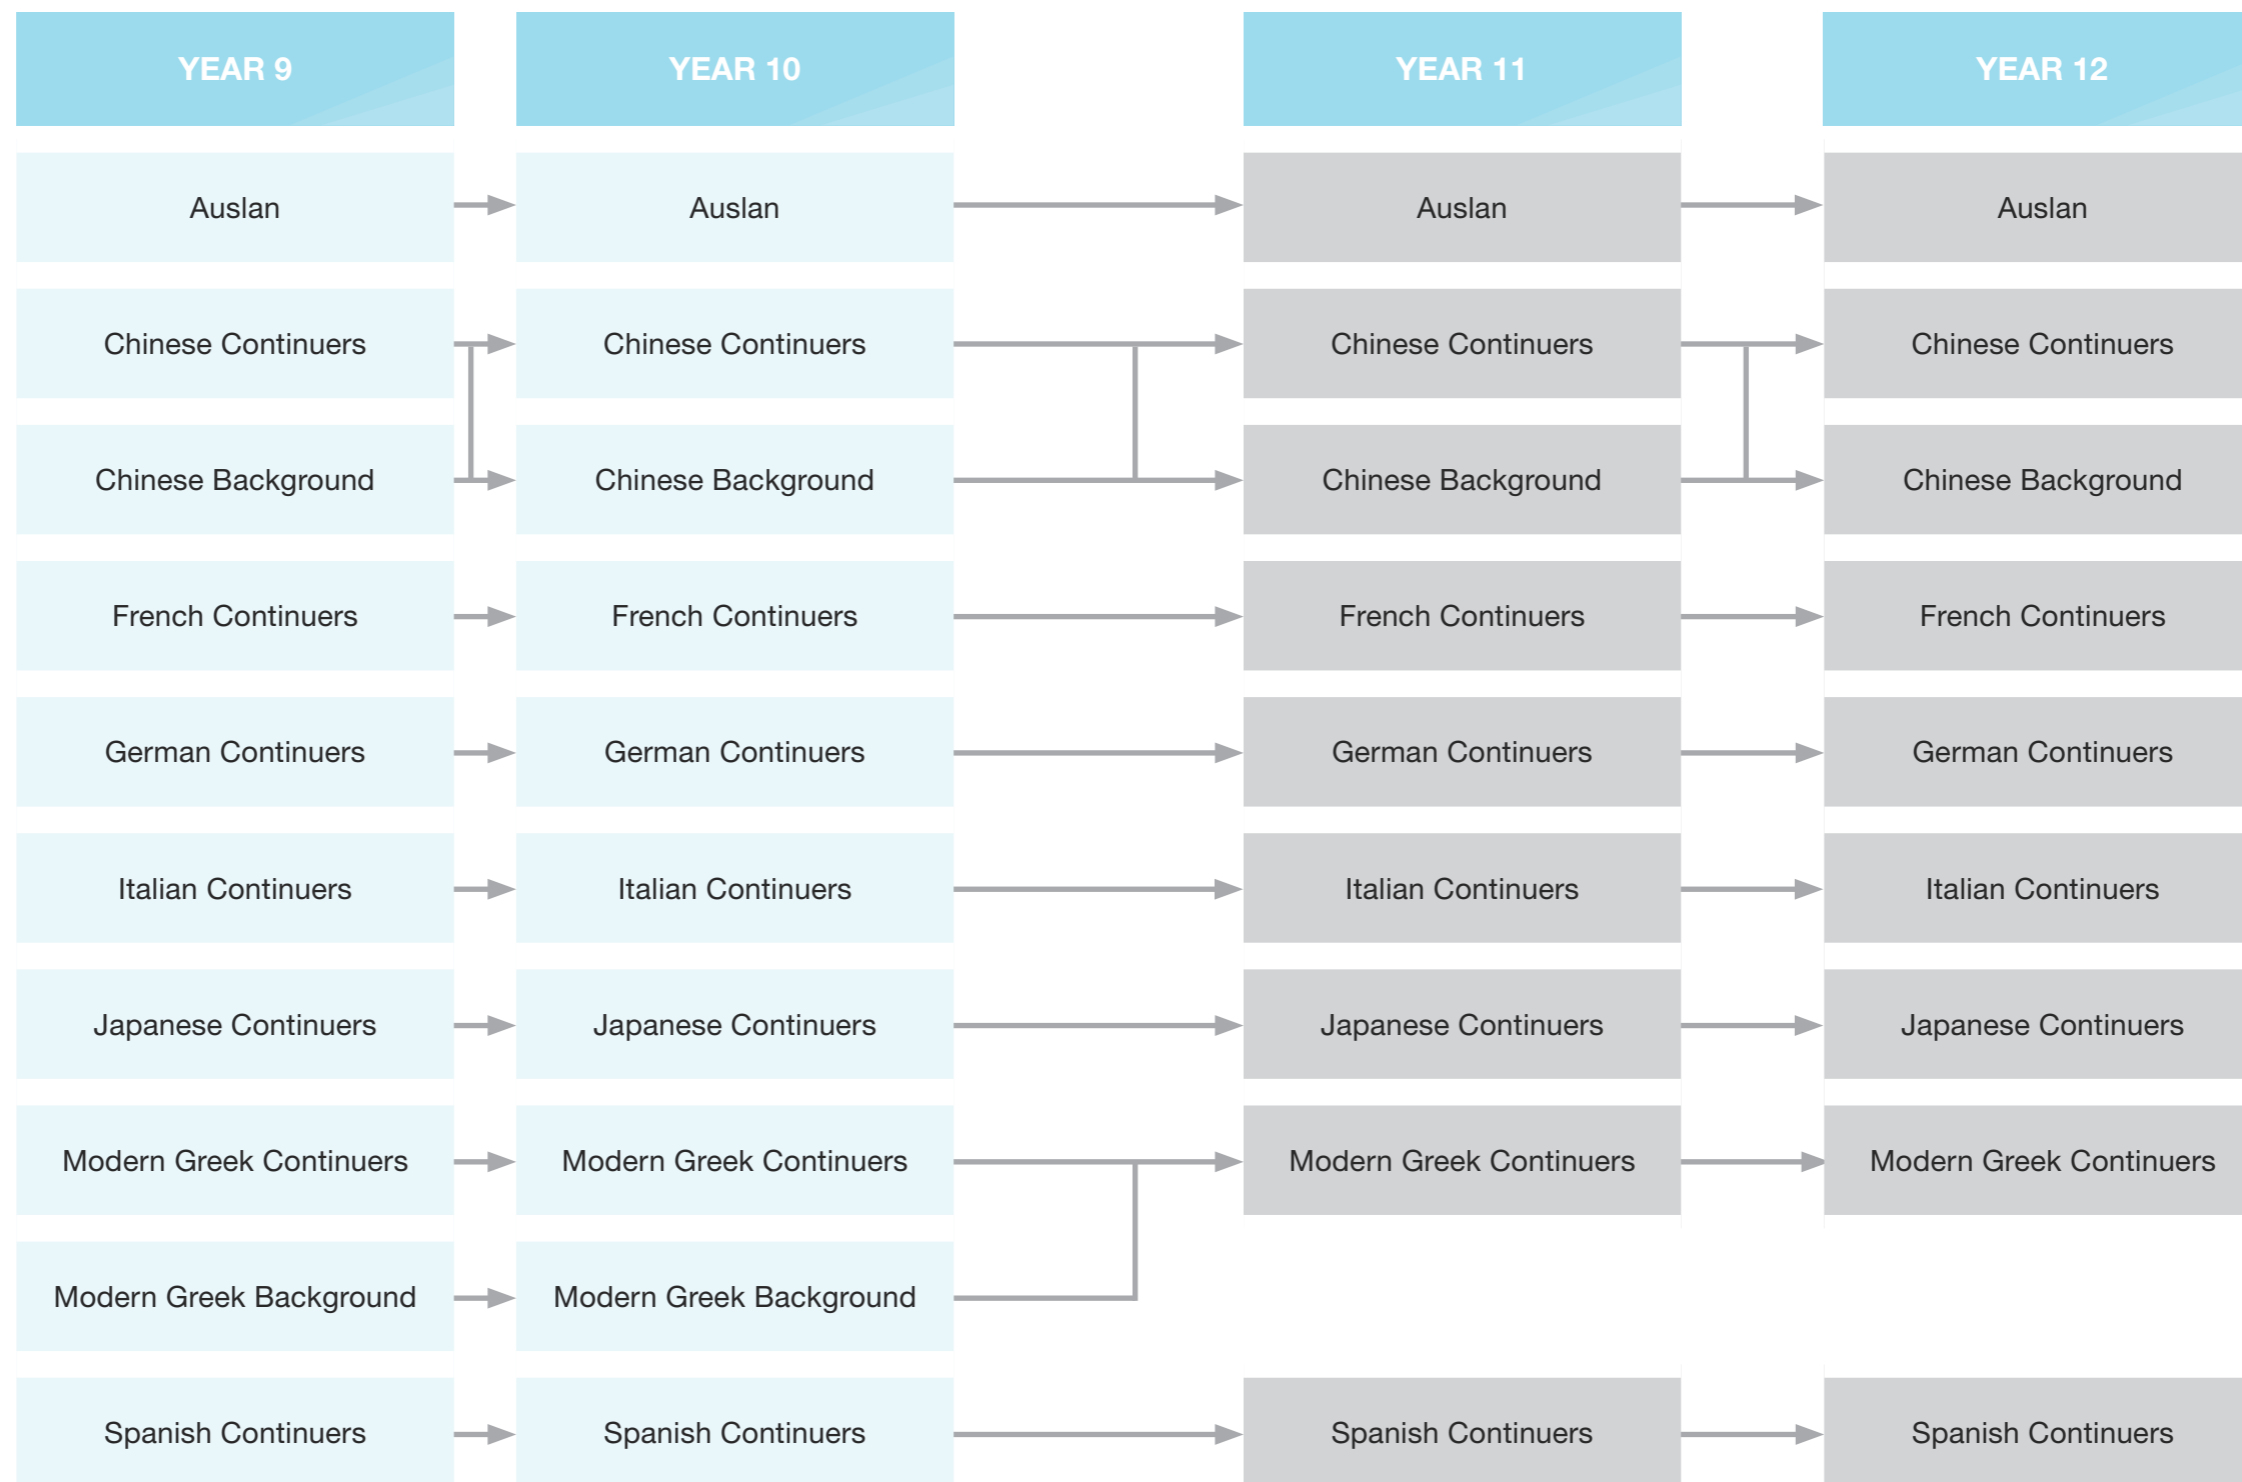 YEAR 9
YEAR 10
YEAR 11
YEAR 12
Auslan
Auslan
Auslan
Auslan
Chinese Continuers
Chinese Continuers
Chinese Continuers
Chinese Continuers
Chinese Background
Chinese Background
Chinese Background
Chinese Background
French Continuers
French Continuers
French Continuers
French Continuers
German Continuers
German Continuers
German Continuers
German Continuers
Italian Continuers
Italian Continuers
Italian Continuers
Italian Continuers
Japanese Continuers
Japanese Continuers
Japanese Continuers
Japanese Continuers
Modern Greek Continuers
Modern Greek Continuers
Modern Greek Continuers
Modern Greek Continuers
Modern Greek Background
Modern Greek Background
Spanish Continuers
Spanish Continuers
Spanish Continuers
Spanish Continuers